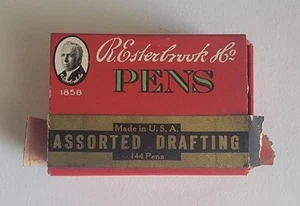 R. Esterbrook & Co
PENS
1858
Made in U.S.A.
ASSORTED DRAFTING
144 Pens